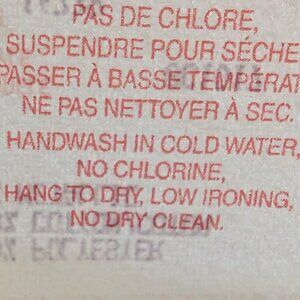 PAS DE CHLORE,
SUSPENDRE POUR SÉCHE
PASSER À BASSE TEMPÉRAT
NE PAS NETTOYER À SEC.
HANDWASH IN COLD WATER.
NO CHLORINE,
HANG TO DRY, LOW IRONING,
NO DRY CLEAN.